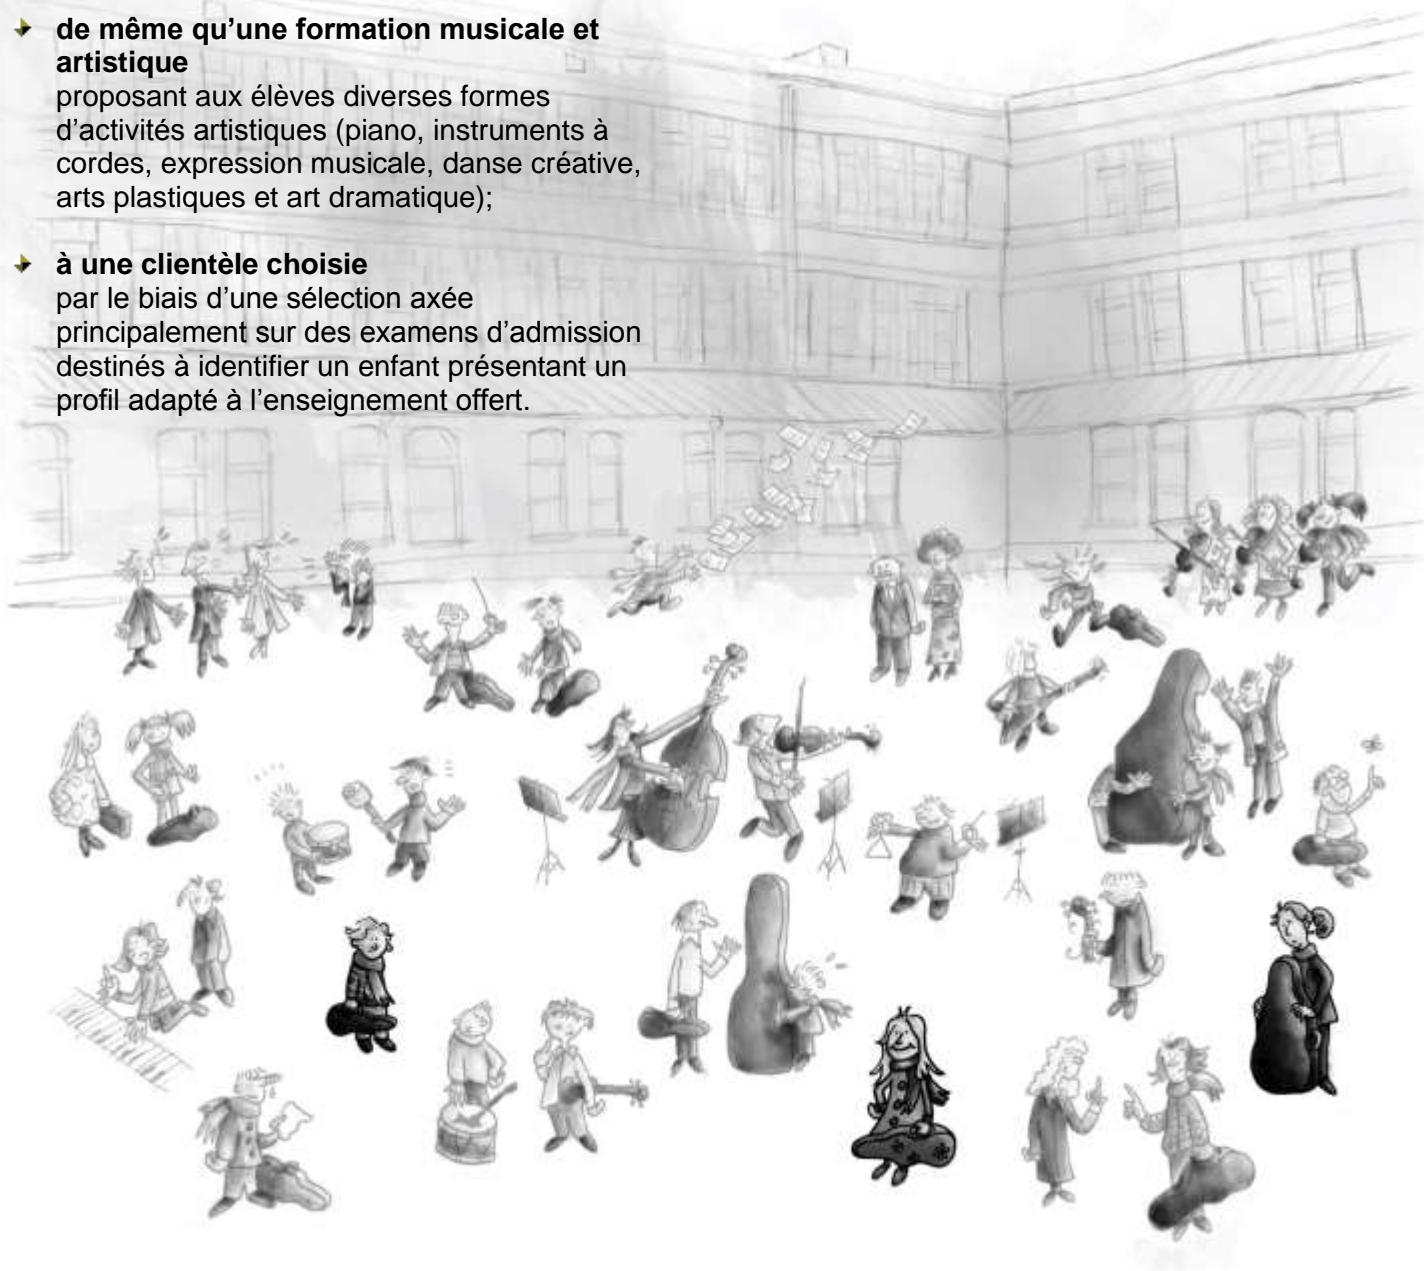 de même qu’une formation musicale et
artistique
proposant aux élèves diverses formes
d’activités artistiques (piano, instruments à
cordes, expression musicale, danse créative,
arts plastiques et art dramatique);
à une clientèle choisie
par le biais d’une sélection axée
principalement sur des examens d’admission
destinés à identifier un enfant présentant un
profil adapté à l’enseignement offert.